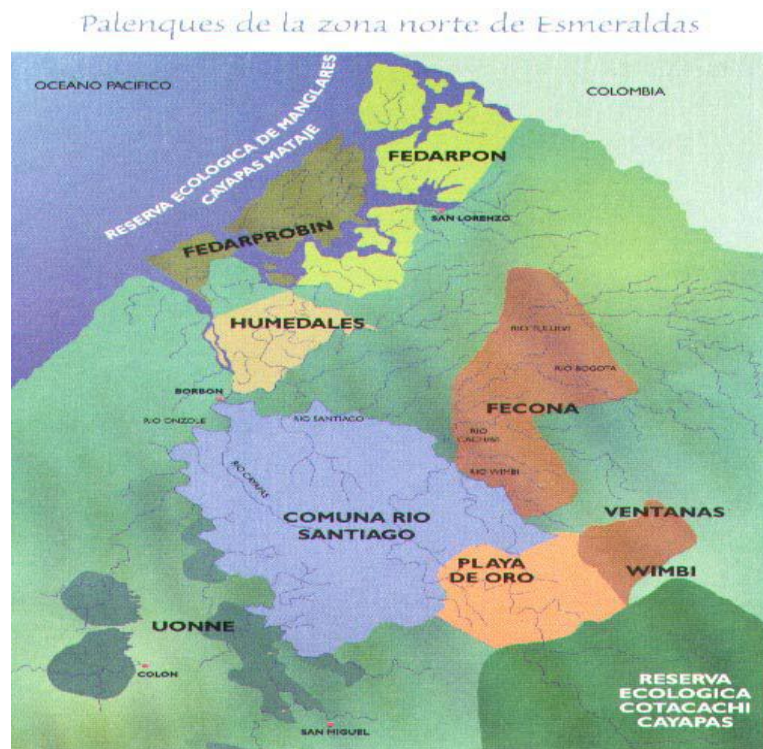 Palenques de la zona norte de Esmeraldas
OCEANO PACIFICO
COLOMBIA
RESERVA ECOLOGICA DE MANGLARES
CAYAPAS MATAJE
FEDARPON
SAN LORENZO
FEDARPROBIN
HUMEDALES
RIO BOGOTA
BORBON
RIO ONZOLE
RIO SANTIAGO
FECONA
RIO
RIO CAYAPAS
RIO WIMBI
COMUNA RIO
SANTIAGO
VENTANAS
PLAYA
DE ORO
WIMBI
UONNE
COLON
SAN MIGUEL
RESERVA
ECOLOGICA
COTACACHI
CAYAPAS